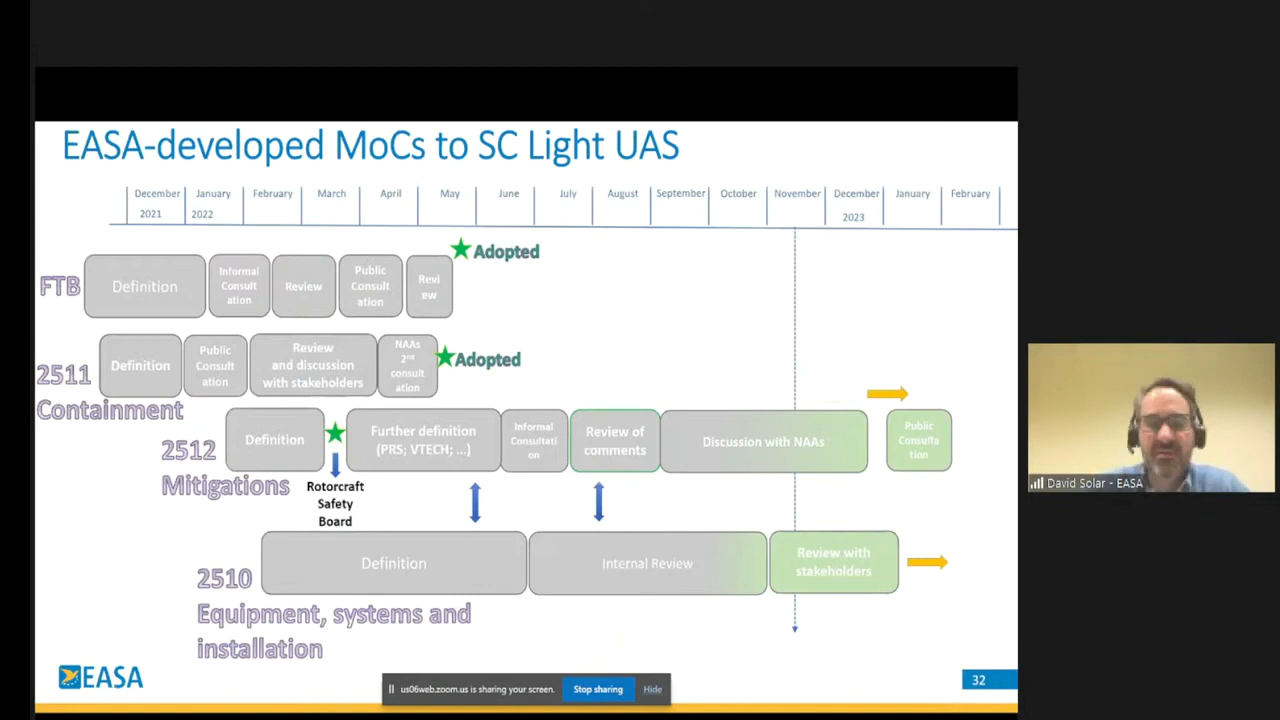 EASA-developed MoCs to SC Light UAS
December January February March April May June July August September October November December January February
2021 2022 2023
Adopted
FTB
Definition
Informal
Consult
ation
Review
Public
Consult
ation
Revi
ew
Adopted
2511
Containment
Definition
Public
Consult
ation
Review
and discussion
with stakeholders
NAAs
2nd
consult
ation
2512
Mitigations
Definition
Rotorcraft
Safety
Board
Further definition
(PRS; VTECH; ...)
Informal
Consultati
on
Review of
comments
Discussion with NAAs
Public
Consulta
tion
2510
Equipment, systems and
installation
Definition
Internal Review
Review with
stakeholders
EASA
us06web.zoom.us is sharing your screen. Stop sharing Hide
32
David Solar - EASA